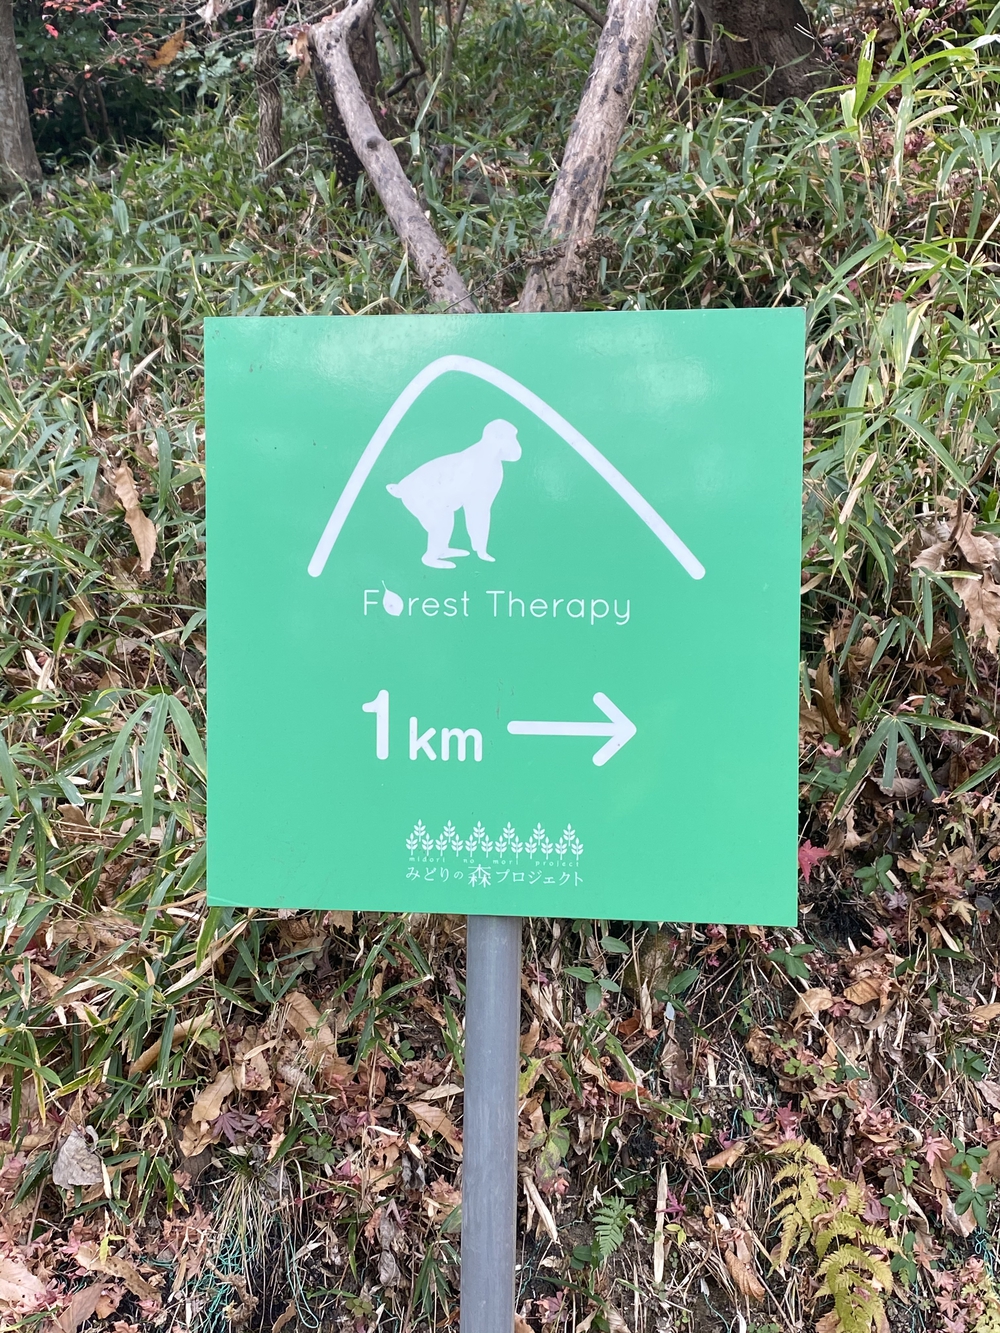 Forest Therapy
1km →
midori no mori project
みどりの森プロジェクト